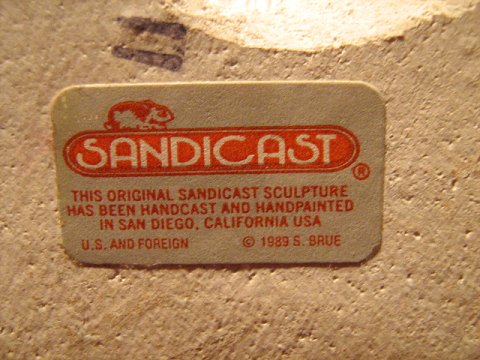 SANDICAST®
THIS ORIGINAL SANDICAST SCULPTURE
HAS BEEN HANDCAST AND HANDPAINTED
IN SAN DIEGO, CALIFORNIA USA
U.S. AND FOREIGN © 1989 S. BRUE